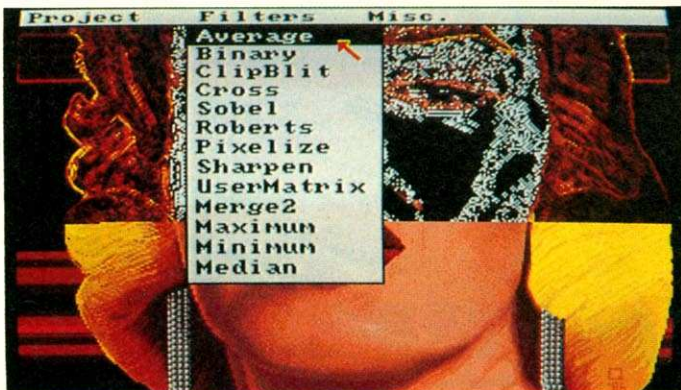 Project Filters Misc.
Average
Binary
ClipBlit
Cross
Sobel
Roberts
Pixelize
Sharpen
UserMatrix
Merge2
Maximum
Minimum
Median